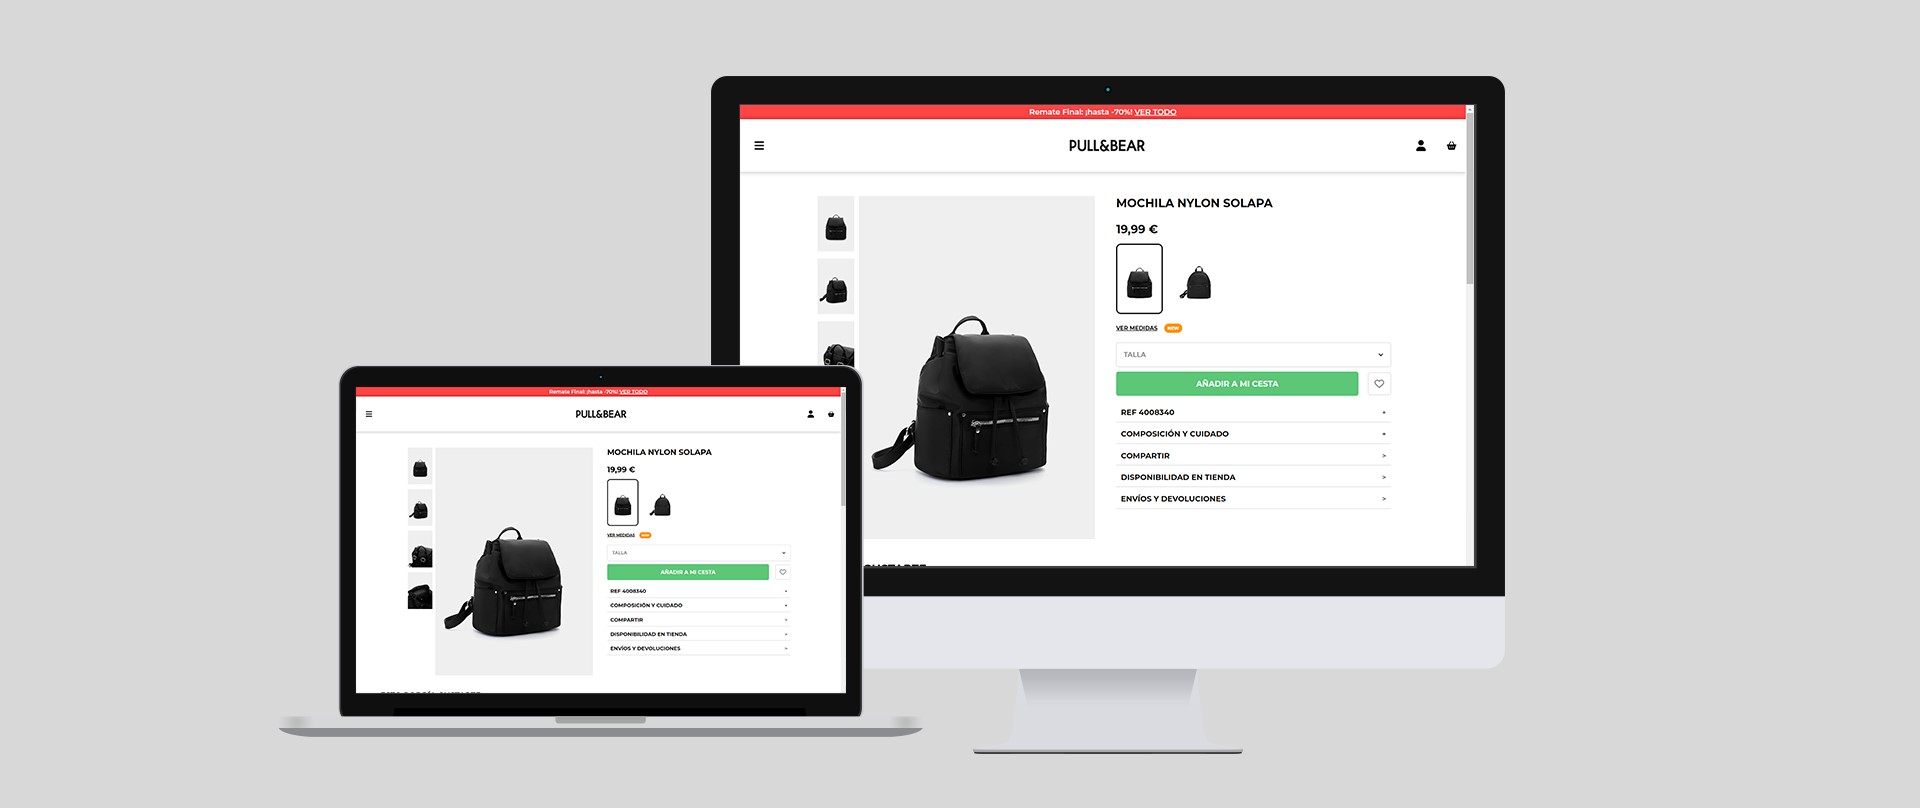 Remate Final: ¡hasta -70%! VER TODO
PULL&BEAR
MOCHILA NYLON SOLAPA
19,99 €
VER MEDIDAS NEW
TALLA
AÑADIR A MI CESTA
REF 4008340 +
COMPOSICIÓN Y CUIDADO +
COMPARTIR >
DISPONIBILIDAD EN TIENDA >
ENVÍOS Y DEVOLUCIONES >
Remate Final: ¡hasta -70%! VER TODO
PULL&BEAR
MOCHILA NYLON SOLAPA
19,99 €
VER MEDIDAS NEW
TALLA
AÑADIR A MI CESTA
REF 4008340 +
COMPOSICIÓN Y CUIDADO +
COMPARTIR >
DISPONIBILIDAD EN TIENDA >
ENVÍOS Y DEVOLUCIONES >